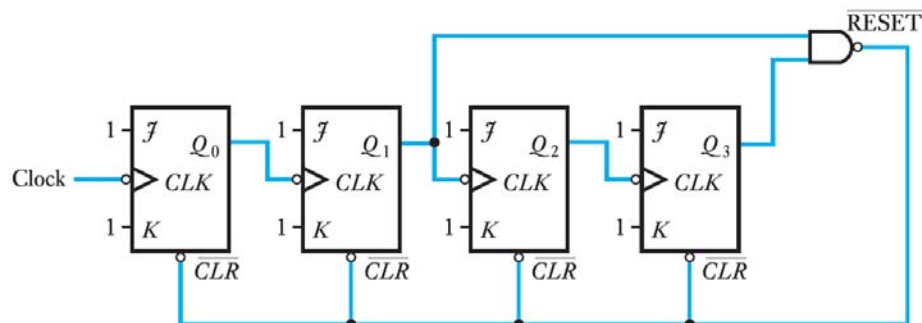 RESET
1 J 1 J 1 J 1 J
Q0 Q1 Q2 Q3
Clock CLK CLK CLK CLK
1 K 1 K 1 K 1 K
CLR CLR CLR CLR